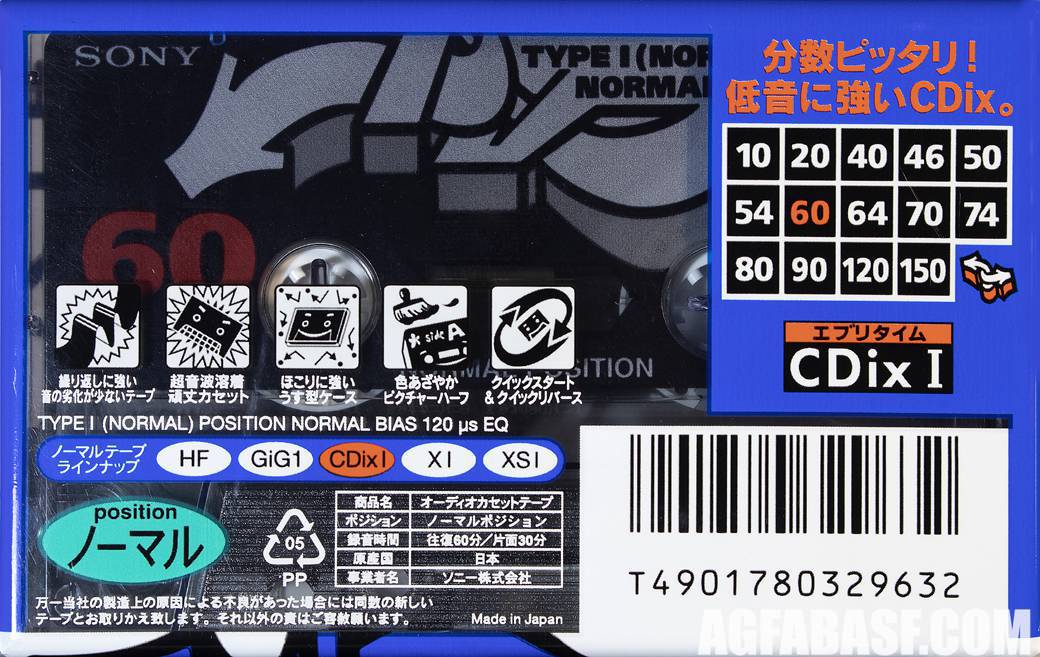 SONY
TYPE I (NOR
NORMA
60
分数ピッタリ!
低音に強いCDix。
10 20 40 46 50
54 60 64 70 74
80 90 120 150
エブリタイム
CDix I
side A
NORMAL POSITION
繰り返しに強い
音の劣化が少ないテープ
超音波溶着
頑丈カセット
ほこりに強い
うす型ケース
色あざやか
ピクチャーハーフ
クイックスタート
&クイックリバース
TYPE I (NORMAL) POSITION NORMAL BIAS 120 μs EQ
ノーマルテープ
ラインナップ
HF GiG1 CDix I X I XS I
position
ノーマル
05
PP
商品名 オーディオカセットテープ
ポジション ノーマルポジション
録音時間 往復60分/片面30分
原産国 日本
事業者名 ソニー株式会社
万一当社の製造上の原因による不良があった場合には同数の新しい
テープとお取りかえ致します。それ以外の責はご容赦願います。
Made in Japan
T4901780329632
AGFABASF.COM